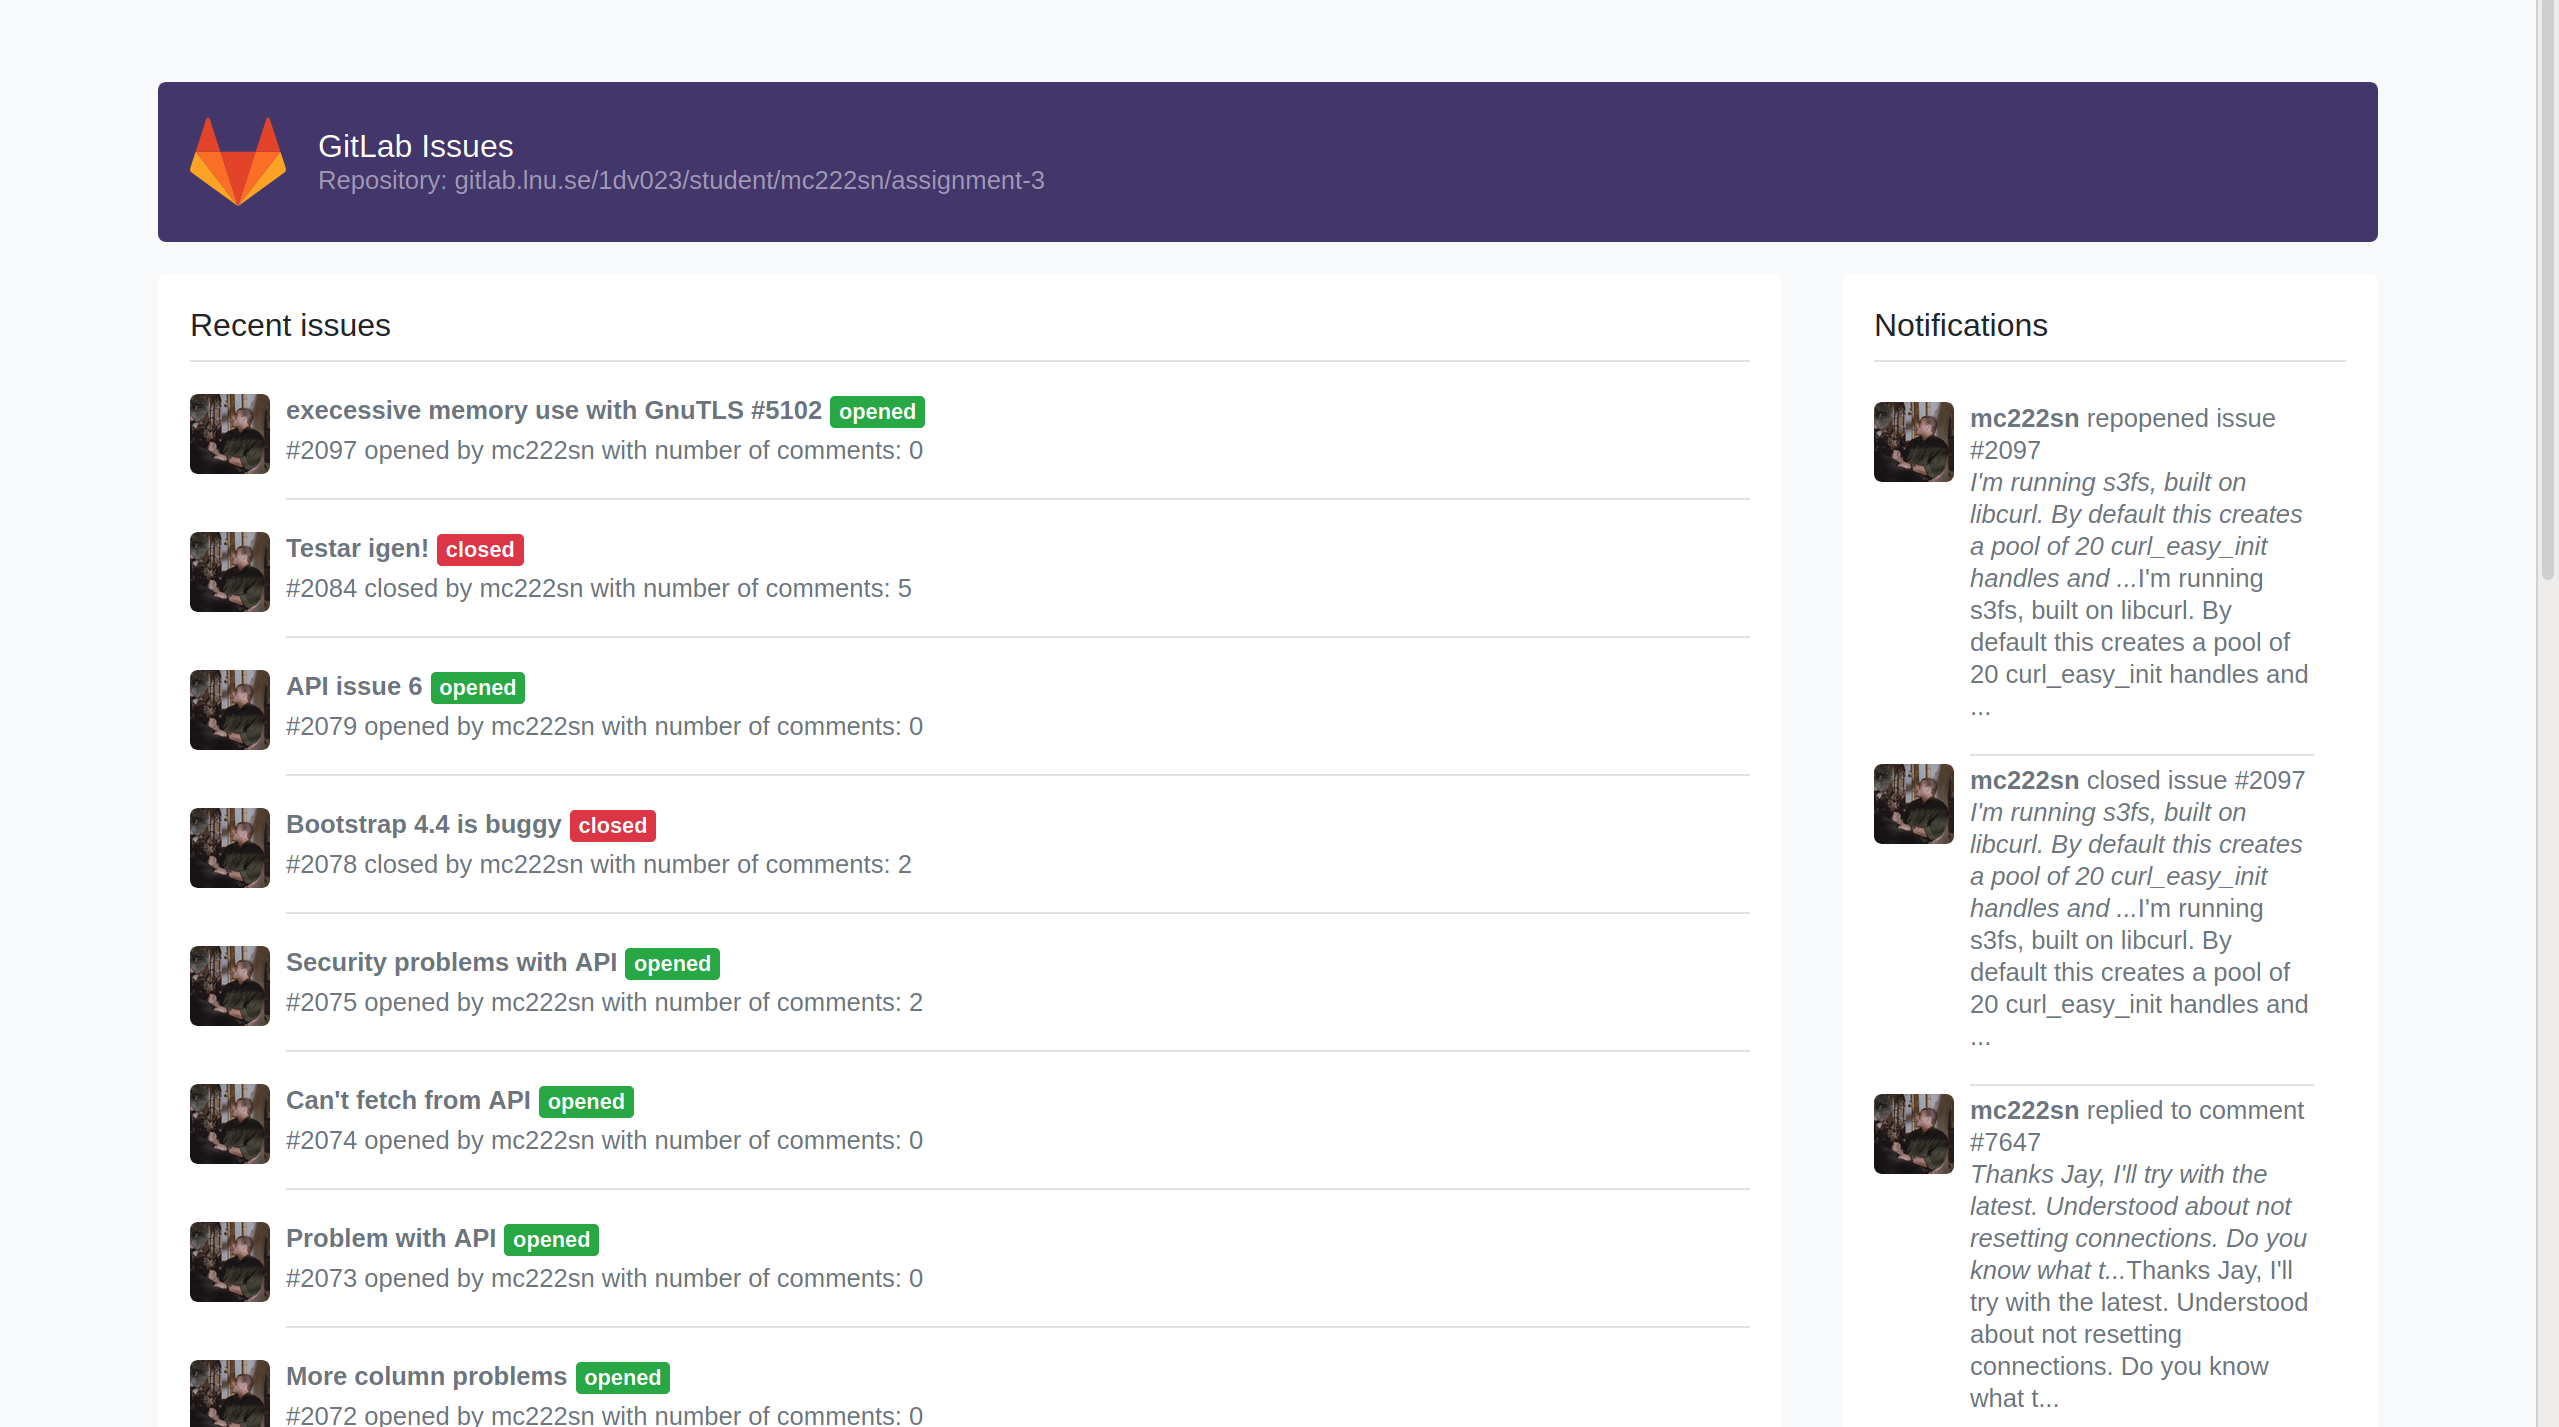 GitLab Issues
Repository: gitlab.lnu.se/1dv023/student/mc222sn/assignment-3
Recent issues
execessive memory use with GnuTLS #5102 opened
#2097 opened by mc222sn with number of comments: 0
Testar igen! closed
#2084 closed by mc222sn with number of comments: 5
API issue 6 opened
#2079 opened by mc222sn with number of comments: 0
Bootstrap 4.4 is buggy closed
#2078 closed by mc222sn with number of comments: 2
Security problems with API opened
#2075 opened by mc222sn with number of comments: 2
Can't fetch from API opened
#2074 opened by mc222sn with number of comments: 0
Problem with API opened
#2073 opened by mc222sn with number of comments: 0
More column problems opened
#2072 opened by mc222sn with number of comments: 0
Notifications
mc222sn repopened issue
#2097
I'm running s3fs, built on
libcurl. By default this creates
a pool of 20 curl_easy_init
handles and ...I'm running
s3fs, built on libcurl. By
default this creates a pool of
20 curl_easy_init handles and
...
mc222sn closed issue #2097
I'm running s3fs, built on
libcurl. By default this creates
a pool of 20 curl_easy_init
handles and ...I'm running
s3fs, built on libcurl. By
default this creates a pool of
20 curl_easy_init handles and
...
mc222sn replied to comment
#7647
Thanks Jay, I'll try with the
latest. Understood about not
resetting connections. Do you
know what t...Thanks Jay, I'll
try with the latest. Understood
about not resetting
connections. Do you know
what t...